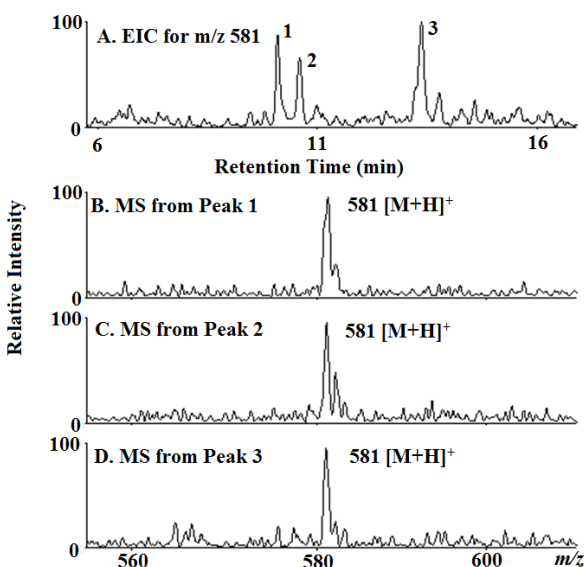 100
A. EIC for m/z 581
1
2
3
0
6
11
16
Retention Time (min)
Relative Intensity
100
B. MS from Peak 1
581 [M+H]+
0
100
C. MS from Peak 2
581 [M+H]+
0
100
D. MS from Peak 3
581 [M+H]+
0
560
580
600
m/z